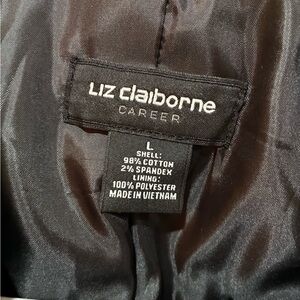 LIZ claiborne
CAREER
L
SHELL:
98% COTTON
2% SPANDEX
LINING:
100% POLYESTER
MADE IN VIETNAM